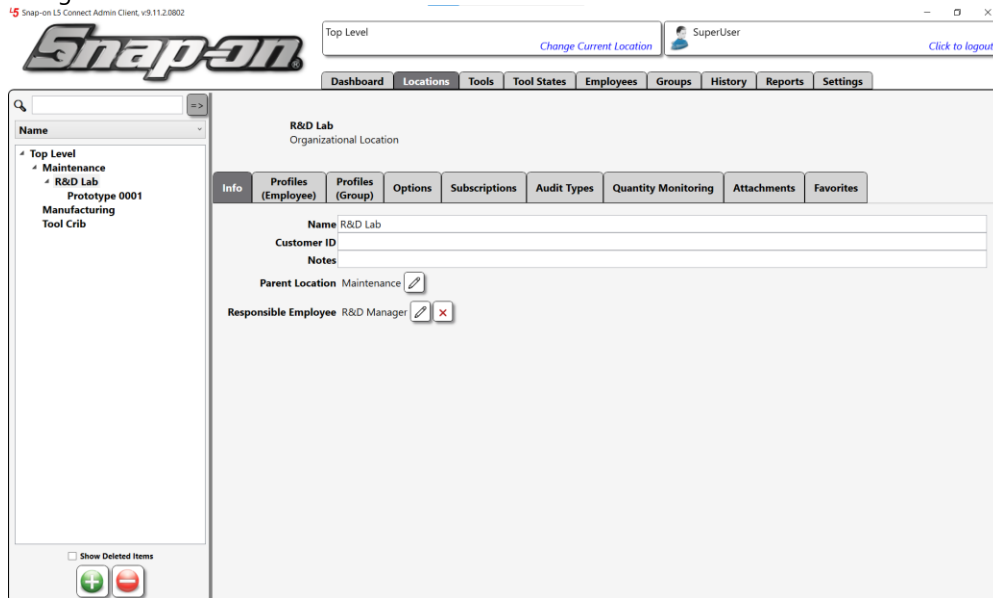 Snap-on L5 Connect Admin Client, v:9.11.2.0802
Snap-on
Top Level
Change Current Location
SuperUser
Click to logout
Dashboard
Locations
Tools
Tool States
Employees
Groups
History
Reports
Settings
=>
Name
Top Level
Maintenance
R&D Lab
Prototype 0001
Manufacturing
Tool Crib
Show Deleted Items
R&D Lab
Organizational Location
Info
Profiles
(Employee)
Profiles
(Group)
Options
Subscriptions
Audit Types
Quantity Monitoring
Attachments
Favorites
Name R&D Lab
Customer ID
Notes
Parent Location Maintenance
Responsible Employee R&D Manager